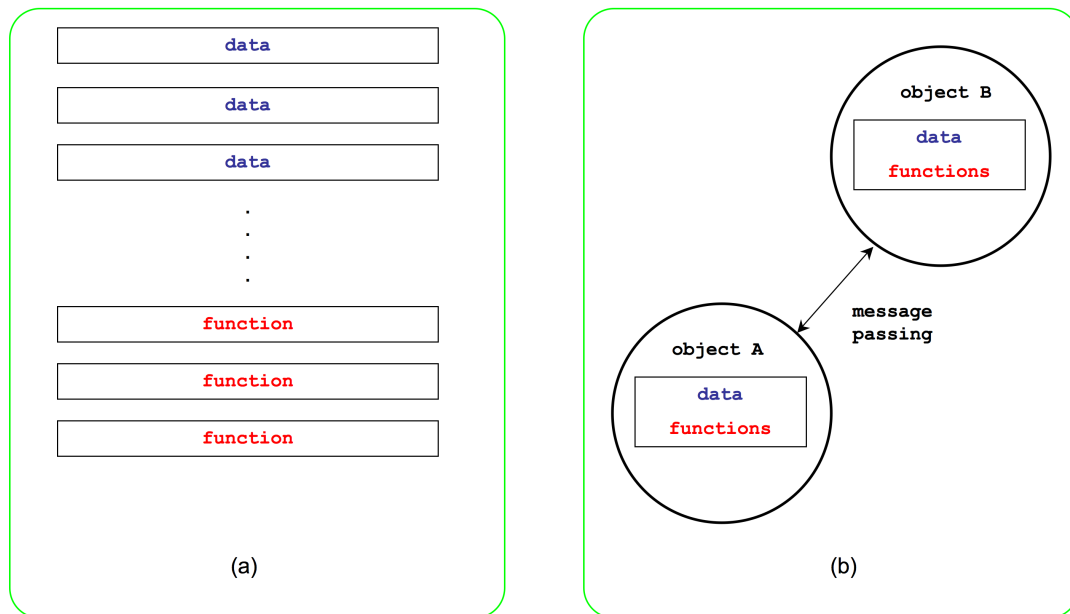 data
data
data
.
.
.
.
function
function
function
(a)
object B
data
functions
message
passing
object A
data
functions
(b)